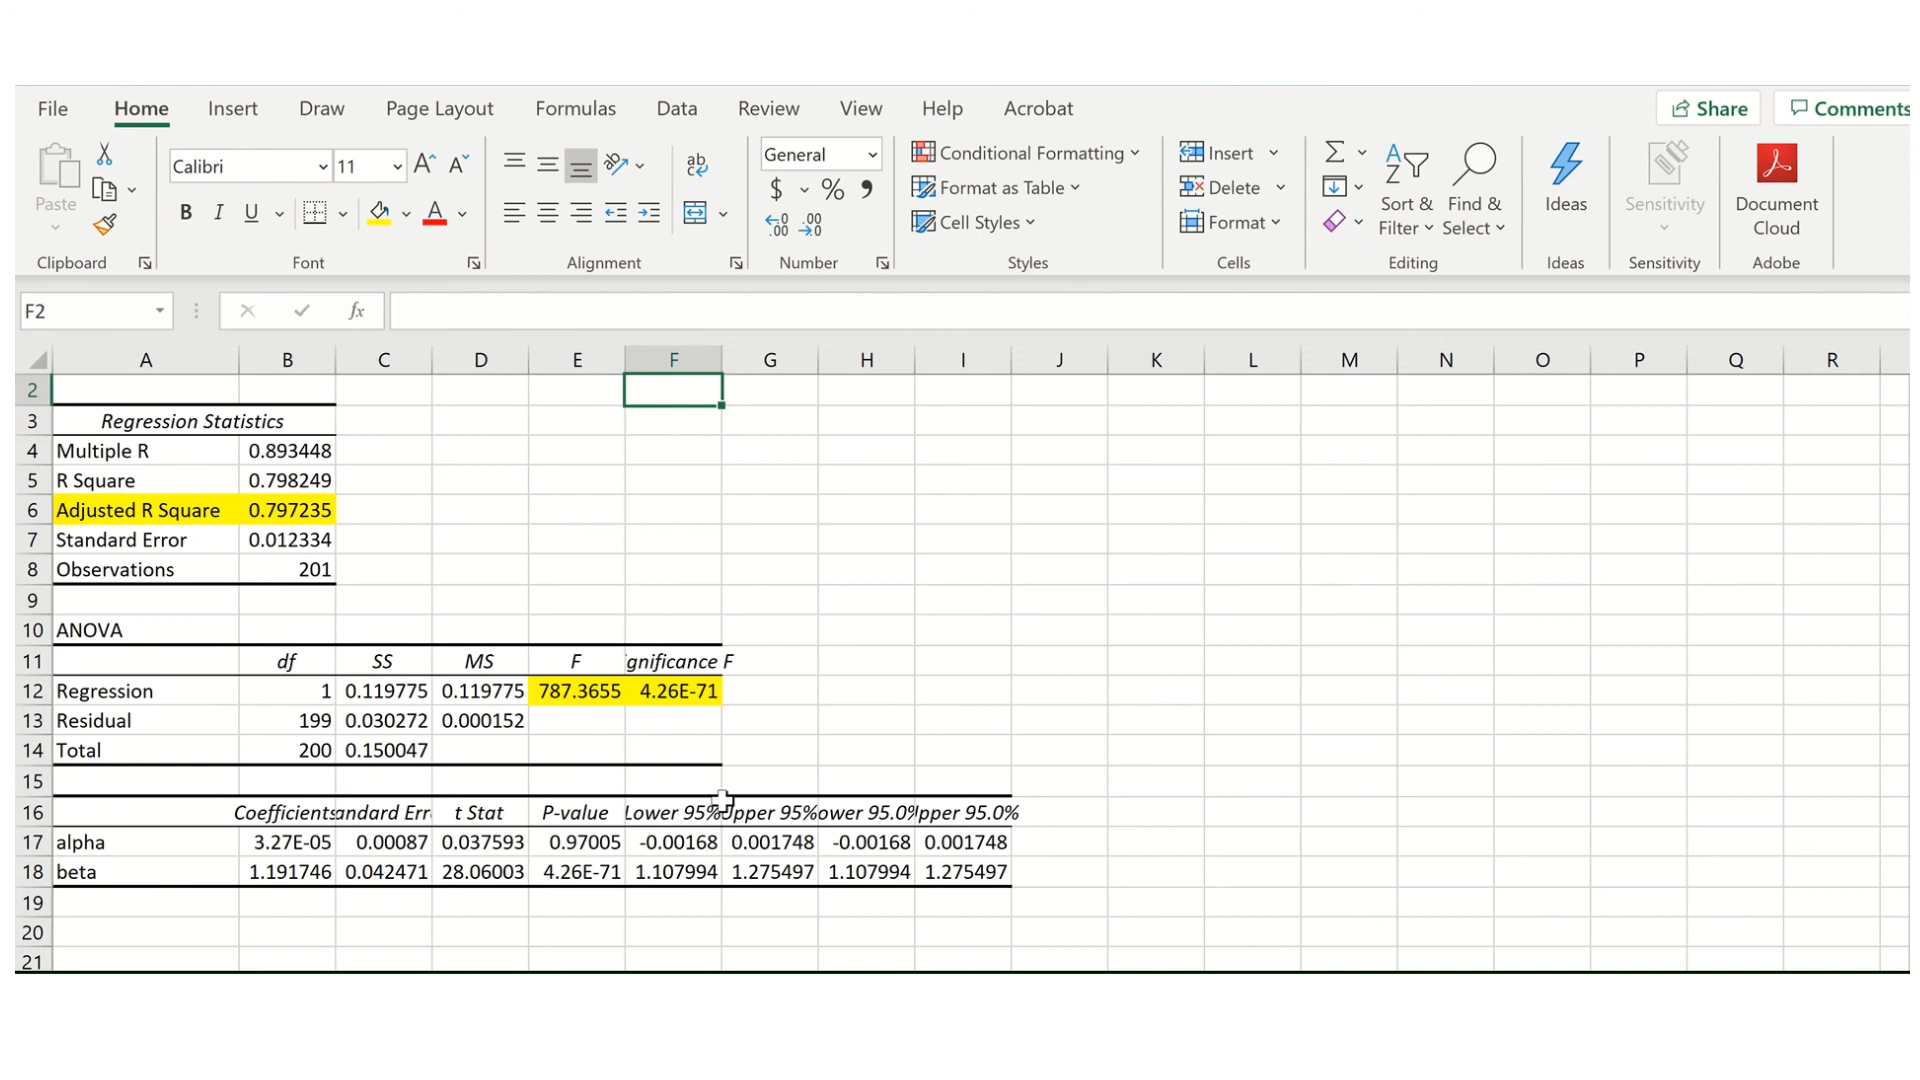 File Home Insert Draw Page Layout Formulas Data Review View Help Acrobat Share Comments
Paste Calibri 11 General Conditional Formatting Insert
$ % Format as Table Delete Sort & Find & Ideas Sensitivity Document
B I U A Cell Styles Format Filter Select Cloud
Clipboard Font Alignment Number Styles Cells Editing Ideas Sensitivity Adobe
F2 fx
A B C D E F G H I J K L M N O P Q R
2
3 Regression Statistics
4 Multiple R 0.893448
5 R Square 0.798249
6 Adjusted R Square 0.797235
7 Standard Error 0.012334
8 Observations 201
9
10 ANOVA
11 df SS MS F gnificance F
12 Regression 1 0.119775 0.119775 787.3655 4.26E-71
13 Residual 199 0.030272 0.000152
14 Total 200 0.150047
15
16 Coefficients andard Err t Stat P-value Lower 95% Upper 95% ower 95.0% pper 95.0%
17 alpha 3.27E-05 0.00087 0.037593 0.97005 -0.00168 0.001748 -0.00168 0.001748
18 beta 1.191746 0.042471 28.06003 4.26E-71 1.107994 1.275497 1.107994 1.275497
19
20
21